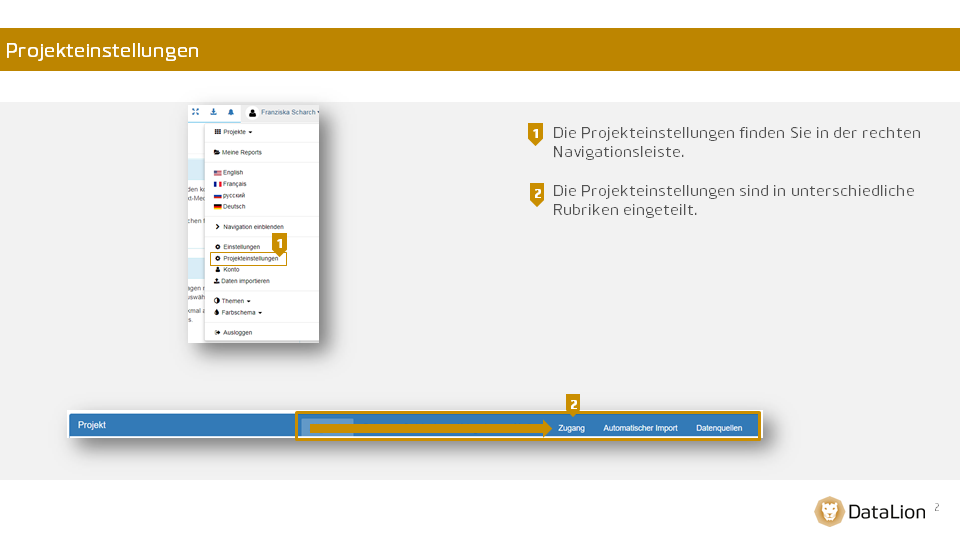 Projekteinstellungen
Franziska Scharch
Projekte
Meine Reports
English
Français
русский
Deutsch
Navigation einblenden
Einstellungen
1
Projekteinstellungen
Konto
Daten importieren
Themen
Farbschema
Ausloggen
1 Die Projekteinstellungen finden Sie in der rechten
Navigationsleiste.
2 Die Projekteinstellungen sind in unterschiedliche
Rubriken eingeteilt.
2
Projekt Zugang Automatischer Import Datenquellen
DataLion 2